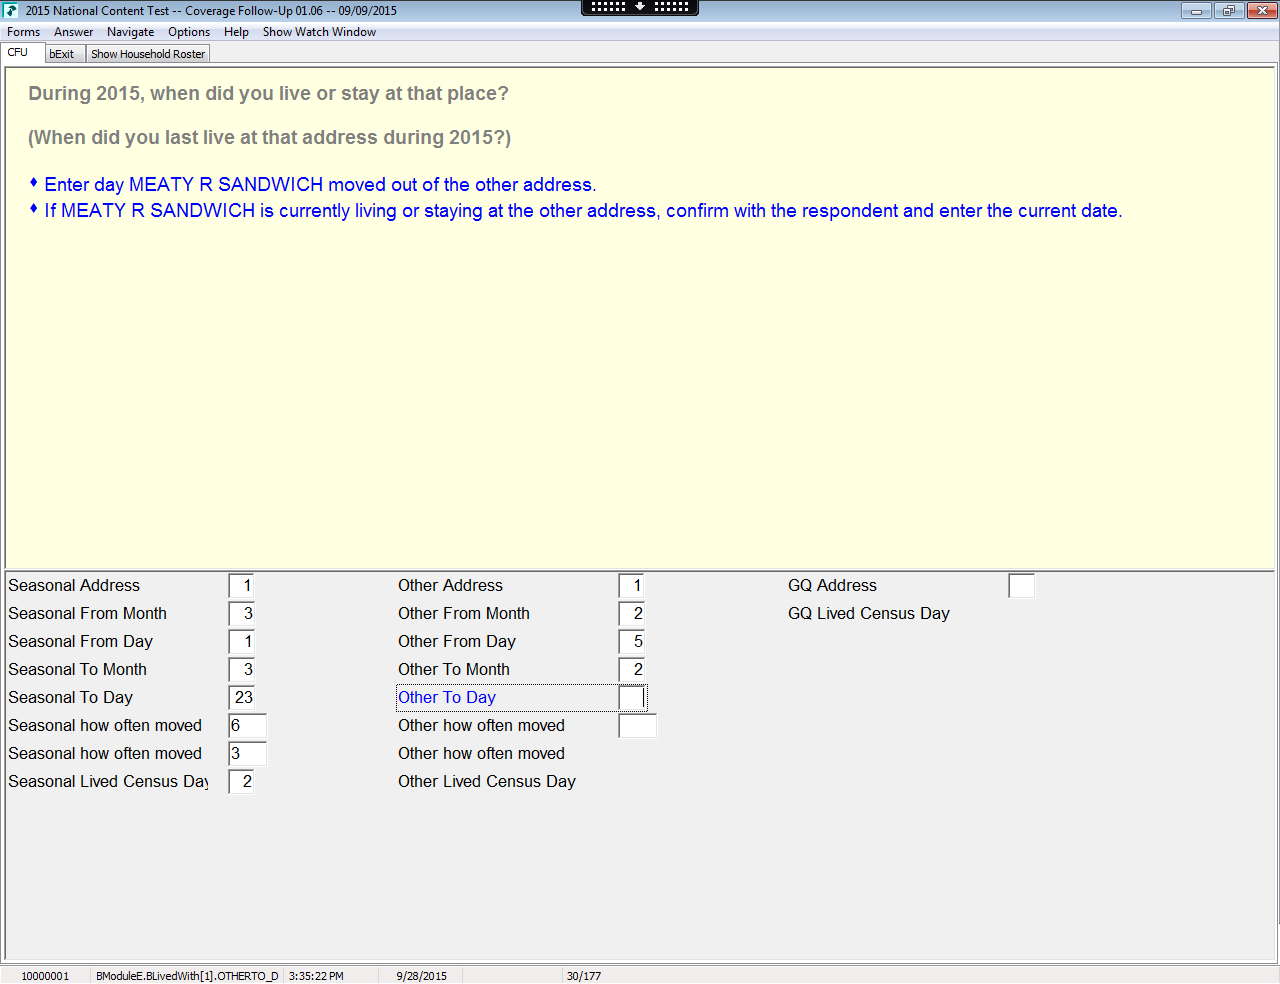 2015 National Content Test -- Coverage Follow-Up 01.06 -- 09/09/2015
Forms Answer Navigate Options Help Show Watch Window
CFU bExit Show Household Roster
During 2015, when did you live or stay at that place?
(When did you last live at that address during 2015?)
♦ Enter day MEATY R SANDWICH moved out of the other address.
♦ If MEATY R SANDWICH is currently living or staying at the other address, confirm with the respondent and enter the current date.
Seasonal Address 1 Other Address 1 GQ Address
Seasonal From Month 3 Other From Month 2 GQ Lived Census Day
Seasonal From Day 1 Other From Day 5
Seasonal To Month 3 Other To Month 2
Seasonal To Day 23 Other To Day
Seasonal how often moved 6 Other how often moved
Seasonal how often moved 3 Other how often moved
Seasonal Lived Census Day 2 Other Lived Census Day
10000001 BModuleE.BLivedWith[1].OTHERTO_D 3:35:22 PM 9/28/2015 30/177